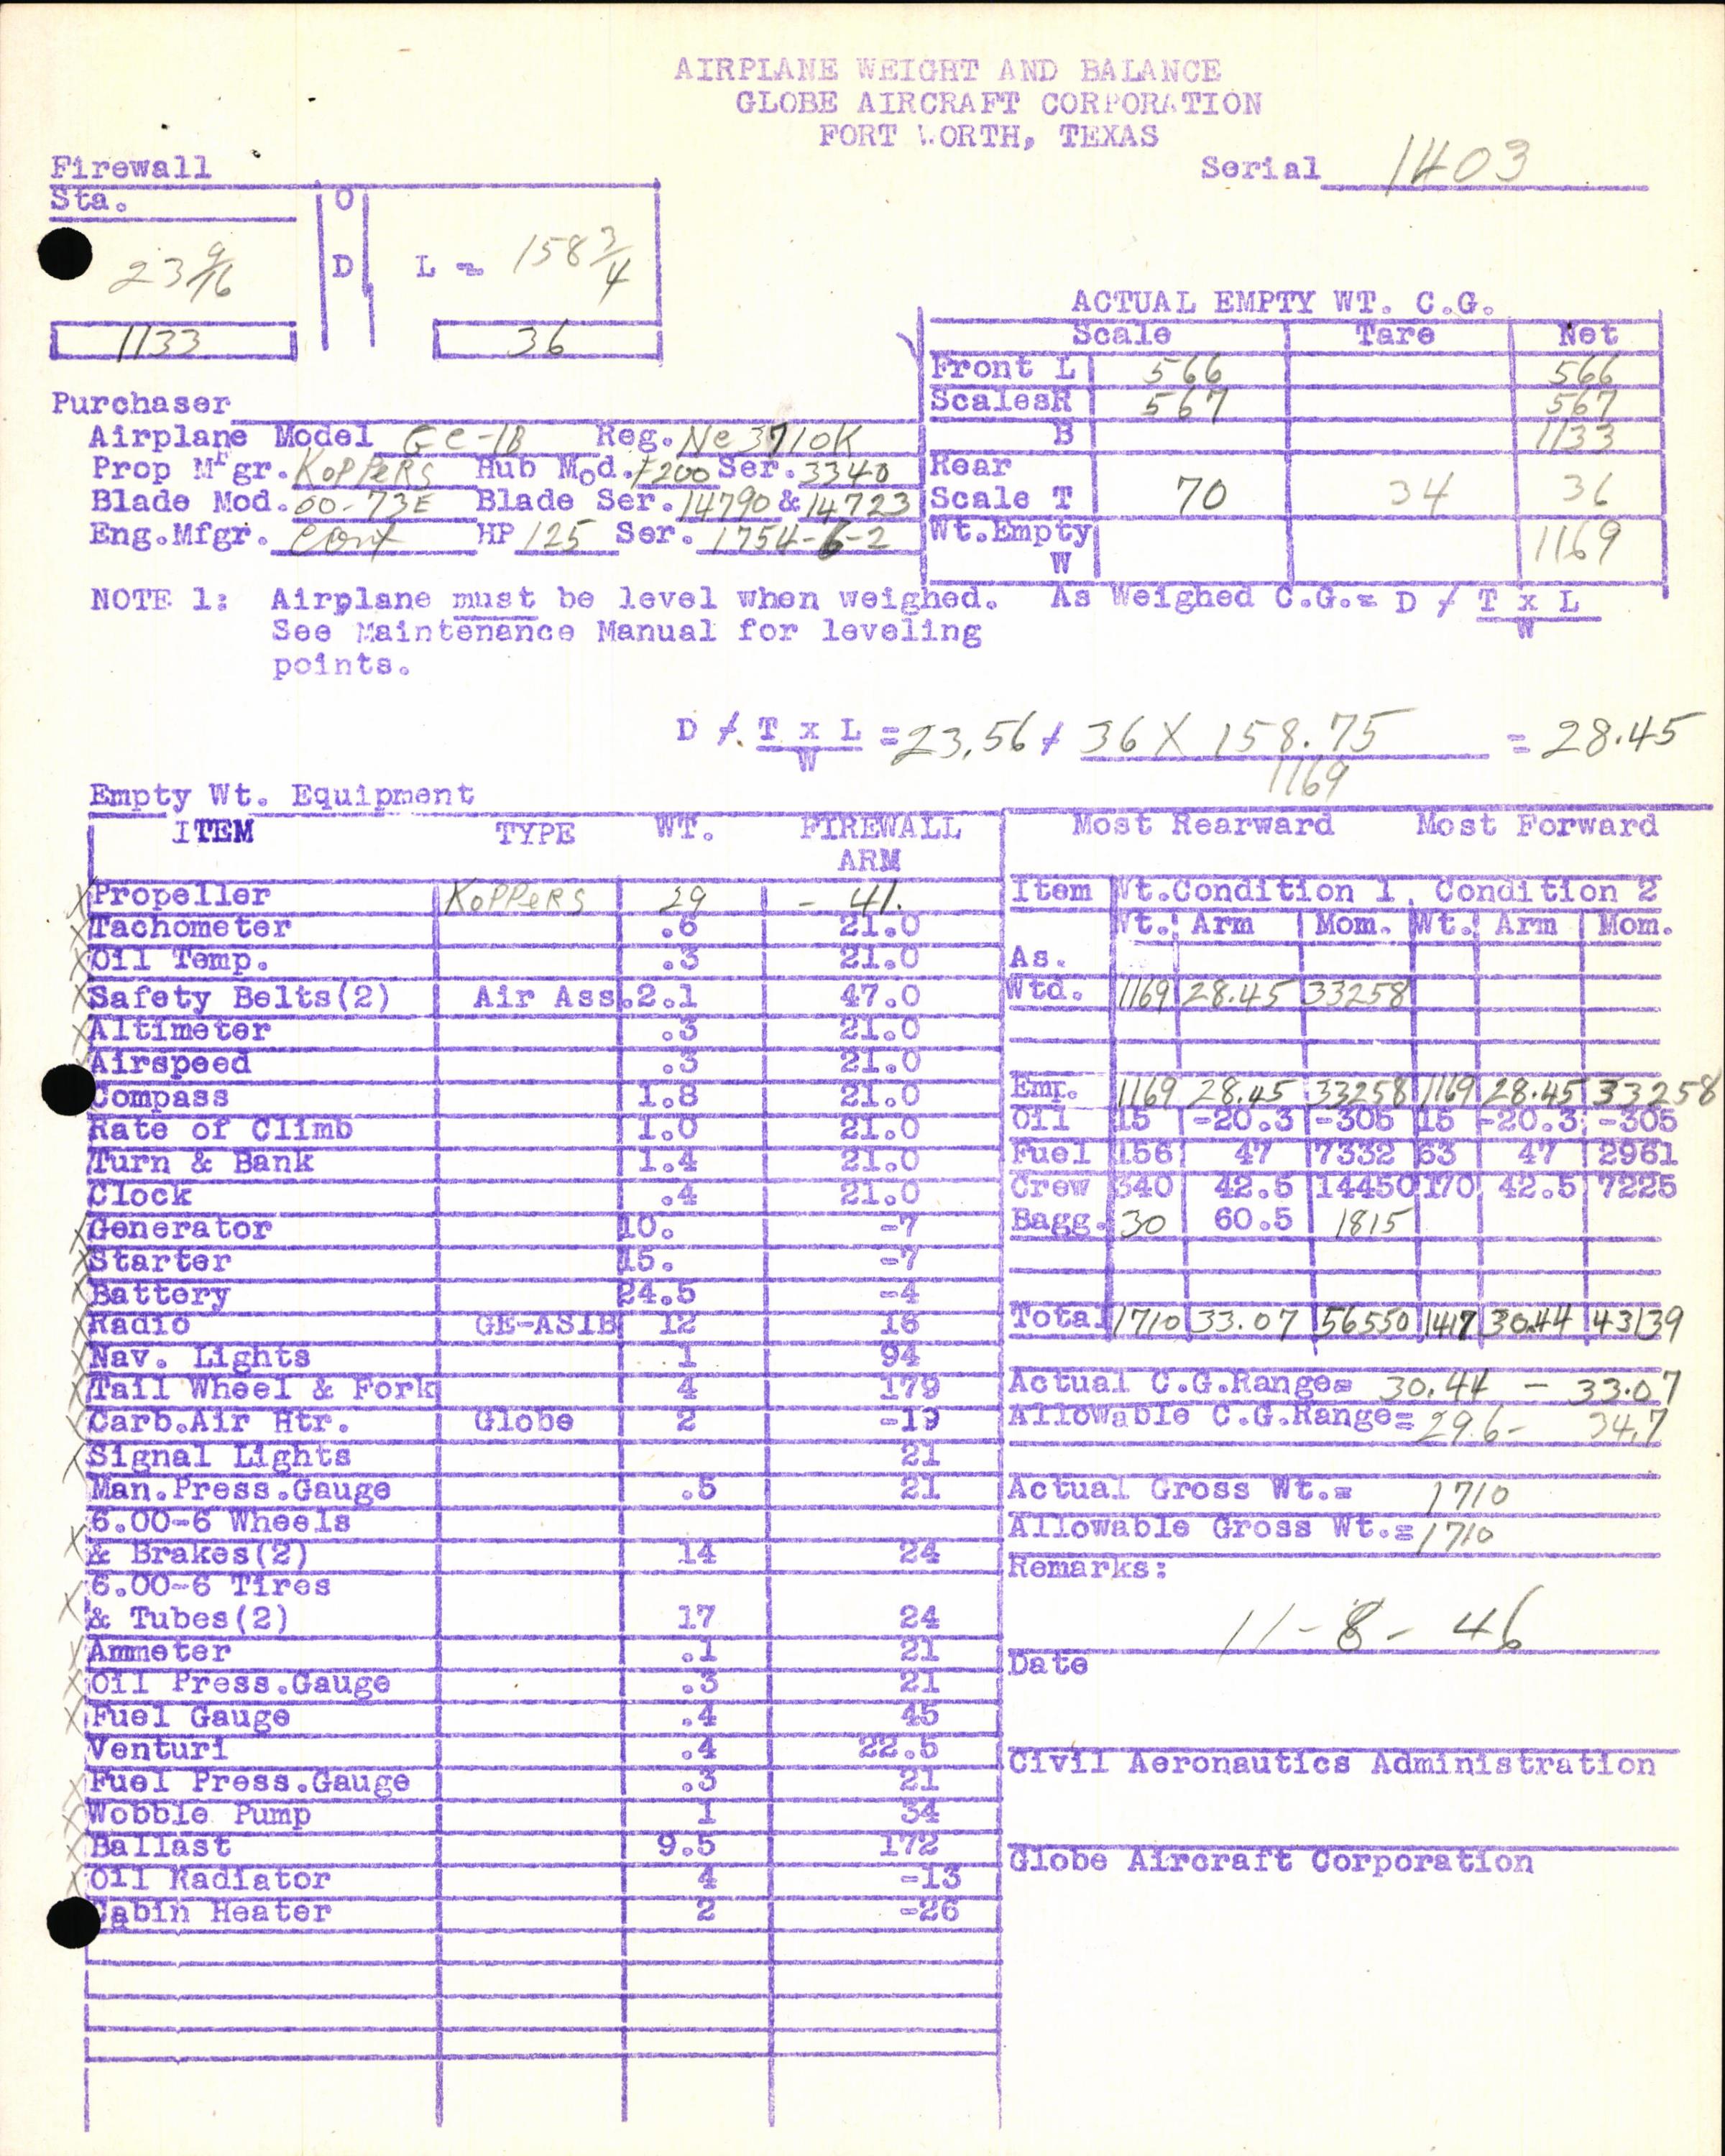 AIRPLANE WEIGHT AND BALANCE
GLOBE AIRCRAFT CORPORATION
FORT WORTH, TEXAS
Serial 1403
Firewall
Sta.
O
23 9/16 D L = 158 3/4
1133 36
ACTUAL EMPTY WT. C.G.
Scale Tare Net
Front L 566 566
Scales R 567 567
B 1133
Rear
Scale T 70 34 36
Wt.Empty
W 1169
Purchaser
Airplane Model GC-1B Reg. Nc 3710K
Prop Mfgr. KOPPERS Hub Mod. F200 Ser. 3340
Blade Mod. 00-73E Blade Ser. 14790 & 14723
Eng.Mfgr. Cont HP 125 Ser. 1754-6-2
NOTE 1: Airplane must be level when weighed. As Weighed C.G.= D ≠ T x L
W
See Maintenance Manual for leveling
points.
D ≠. T x L = 23.56 + 36 X 158.75 = 28.45
W 1169
Empty Wt. Equipment
ITEM TYPE WT. FIREWALL
ARM
X Propeller KOPPERS 29 - 41.
X Tachometer .6 21.0
X Oil Temp. .3 21.0
X Safety Belts(2) Air Ass. 2.1 47.0
X Altimeter .3 21.0
X Airspeed .3 21.0
Compass 1.8 21.0
Rate of Climb 1.0 21.0
Turn & Bank 1.4 21.0
Clock .4 21.0
X Generator 10. -7
X Starter 15. -7
X Battery 24.5 -4
X Radio GE-AS1B 12 16
X Nav. Lights 1 94
X Tail Wheel & Fork 4 179
X Carb.Air Htr. Globe 2 -19
X Signal Lights 21
Man.Press.Gauge .5 21
6.00-6 Wheels
X & Brakes(2) 14 24
6.00-6 Tires
X & Tubes(2) 17 24
X Ammeter .1 21
X Oil Press.Gauge .3 21
X Fuel Gauge .4 45
Venturi .4 22.5
X Fuel Press.Gauge .3 21
X Wobble Pump 1 34
X Ballast 9.5 172
X Oil Radiator 4 -13
Cabin Heater 2 -26
Most Rearward Most Forward
Item Wt.Condition 1. Condition 2
Wt. Arm Mom. Wt. Arm Mom.
As.
Wtd. 1169 28.45 33258
Emp. 1169 28.45 33258 1169 28.45 33258
Oil 15 -20.3 -305 15 -20.3 -305
Fuel 156 47 7332 63 47 2961
Crew 340 42.5 14450 170 42.5 7225
Bagg. 30 60.5 1815
Total 1710 33.07 56550 1417 30.44 43139
Actual C.G.Range= 30.44 - 33.07
Allowable C.G.Range= 29.6 - 34.7
Actual Gross Wt.= 1710
Allowable Gross Wt.= 1710
Remarks:
11-8-46
Date
Civil Aeronautics Administration
Globe Aircraft Corporation